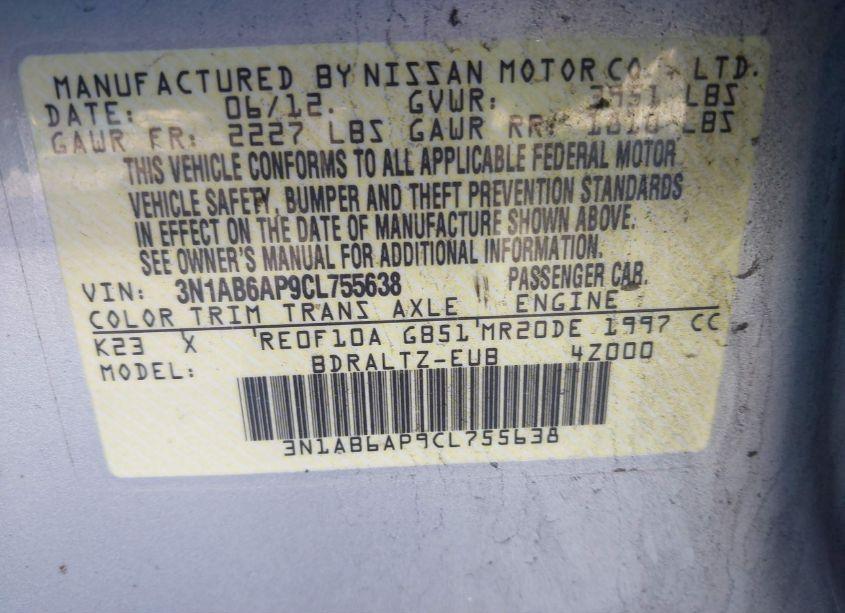 MANUFACTURED BY NISSAN MOTOR CO., LTD.
DATE: 06/12. GVWR: 3951 LBS
GAWR FR: 2227 LBS GAWR RR: LBS
THIS VEHICLE CONFORMS TO ALL APPLICABLE FEDERAL MOTOR
VEHICLE SAFETY, BUMPER AND THEFT PREVENTION STANDARDS
IN EFFECT ON THE DATE OF MANUFACTURE SHOWN ABOVE.
SEE OWNER'S MANUAL FOR ADDITIONAL INFORMATION.
VIN: 3N1AB6AP9CL755638 PASSENGER CAR.
COLOR TRIM TRANS AXLE ENGINE
K23 X RE0F10A GB51 MR20DE 1997 CC
MODEL: BDRALTZ-EUB 4Z000
3N1AB6AP9CL755638